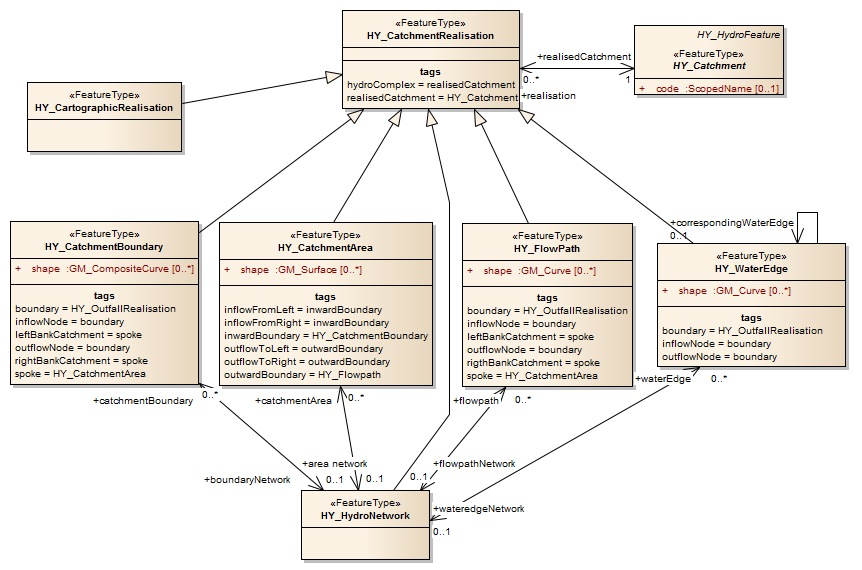 «FeatureType»
HY_CatchmentRealisation
tags
hydroComplex = realisedCatchment
realisedCatchment = HY_Catchment
+realisedCatchment
0..*
1
+realisation
HY_HydroFeature
«FeatureType»
HY_Catchment
+ code :ScopedName [0..1]
«FeatureType»
HY_CartographicRealisation
«FeatureType»
HY_CatchmentBoundary
+ shape :GM_CompositeCurve [0..*]
tags
boundary = HY_OutfallRealisation
inflowNode = boundary
leftBankCatchment = spoke
outflowNode = boundary
rightBankCatchment = spoke
spoke = HY_CatchmentArea
«FeatureType»
HY_CatchmentArea
+ shape :GM_Surface [0..*]
tags
inflowFromLeft = inwardBoundary
inflowFromRight = inwardBoundary
inwardBoundary = HY_CatchmentBoundary
outflowToLeft = outwardBoundary
outflowToRight = outwardBoundary
outwardBoundary = HY_Flowpath
«FeatureType»
HY_FlowPath
+ shape :GM_Curve [0..*]
tags
boundary = HY_OutfallRealisation
inflowNode = boundary
leftBankCatchment = spoke
outflowNode = boundary
rigthBankCatchment = spoke
spoke = HY_CatchmentArea
+correspondingWaterEdge
0..1
«FeatureType»
HY_WaterEdge
+ shape :GM_Curve [0..*]
tags
boundary = HY_OutfallRealisation
inflowNode = boundary
outflowNode = boundary
+catchmentBoundary
0..*
+catchmentArea
0..*
+flowpath
0..*
+waterEdge
0..*
+boundaryNetwork
0..1
+area network
0..1
+flowpathNetwork
0..1
+wateredgeNetwork
0..1
«FeatureType»
HY_HydroNetwork